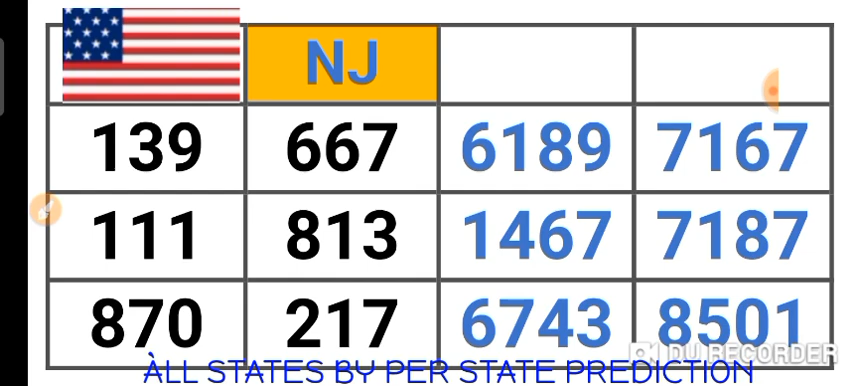 NJ
139 667 6189 7167
111 813 1467 7187
870 217 6743 8501
DU RECORDER
ÀLL STATES BY PER STATE PREDICTION